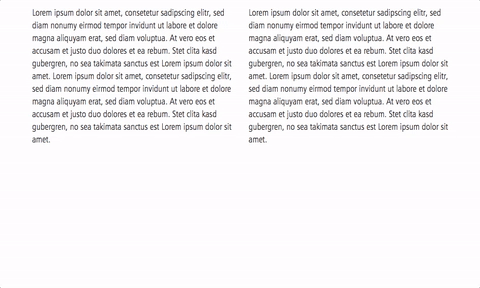 Lorem ipsum dolor sit amet, consetetur sadipscing elitr, sed
diam nonumy eirmod tempor invidunt ut labore et dolore
magna aliquyam erat, sed diam voluptua. At vero eos et
accusam et justo duo dolores et ea rebum. Stet clita kasd
gubergren, no sea takimata sanctus est Lorem ipsum dolor sit
amet. Lorem ipsum dolor sit amet, consetetur sadipscing elitr,
sed diam nonumy eirmod tempor invidunt ut labore et dolore
magna aliquyam erat, sed diam voluptua. At vero eos et
accusam et justo duo dolores et ea rebum. Stet clita kasd
gubergren, no sea takimata sanctus est Lorem ipsum dolor sit
amet.
Lorem ipsum dolor sit amet, consetetur sadipscing elitr, sed
diam nonumy eirmod tempor invidunt ut labore et dolore
magna aliquyam erat, sed diam voluptua. At vero eos et
accusam et justo duo dolores et ea rebum. Stet clita kasd
gubergren, no sea takimata sanctus est Lorem ipsum dolor sit
amet. Lorem ipsum dolor sit amet, consetetur sadipscing elitr,
sed diam nonumy eirmod tempor invidunt ut labore et dolore
magna aliquyam erat, sed diam voluptua. At vero eos et
accusam et justo duo dolores et ea rebum. Stet clita kasd
gubergren, no sea takimata sanctus est Lorem ipsum dolor sit
amet.